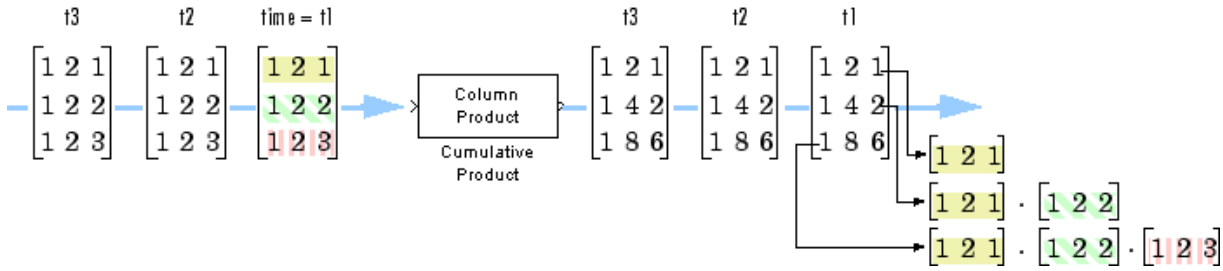 t3 t2 time = t1 t3 t2 t1
[1 2 1] [1 2 1] [1 2 1] [1 2 1] [1 2 1] [1 2 1]
[1 2 2] [1 2 2] [1 2 2] [1 4 2] [1 4 2] [1 4 2]
[1 2 3] [1 2 3] [1 2 3] [1 8 6] [1 8 6] [1 8 6]
Column
Product
Cumulative
Product
[1 2 1]
[1 2 1] · [1 2 2]
[1 2 1] · [1 2 2] · [1 2 3]